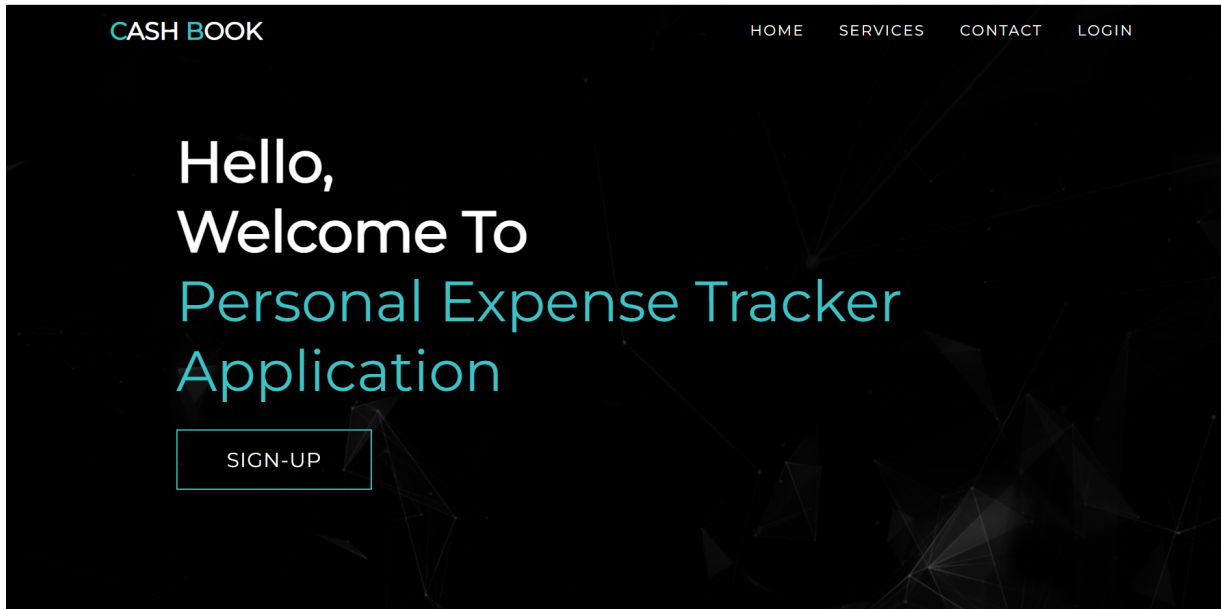 CASH BOOK
HOME SERVICES CONTACT LOGIN
Hello,
Welcome To
Personal Expense Tracker
Application
SIGN-UP